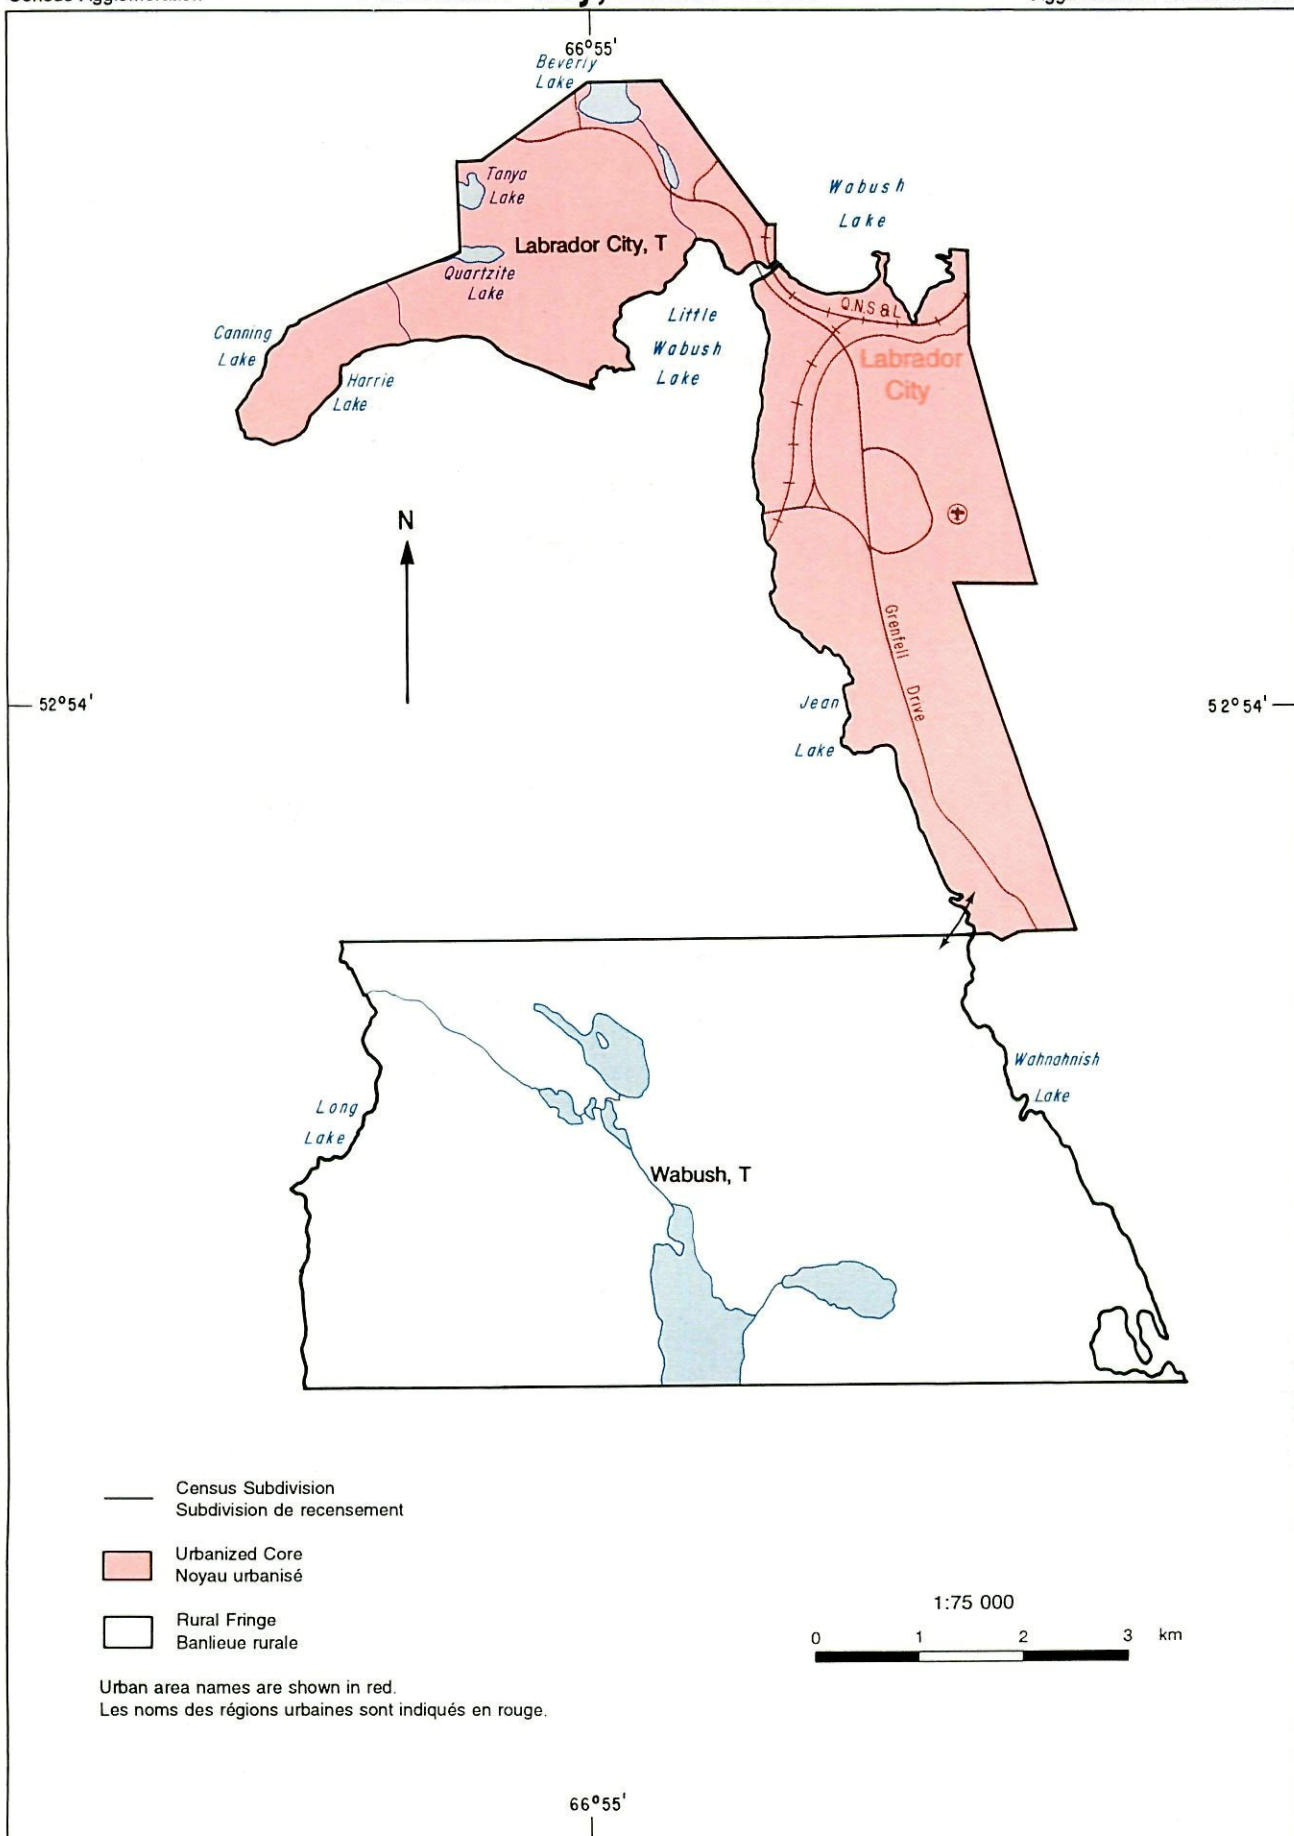 66°55'
Beverly
Lake
Tanya
Lake
Wabush
Lake
Labrador City, T
Quartzite
Lake
Q.N.S & L.
Little
Wabush
Lake
Canning
Lake
Harrie
Lake
Labrador
City
N
Grenfell Drive
52°54'
Jean
Lake
52°54'
Wahnahnish
Lake
Long
Lake
Wabush, T
Census Subdivision
Subdivision de recensement
Urbanized Core
Noyau urbanisé
Rural Fringe
Banlieue rurale
1:75 000
0 1 2 3 km
Urban area names are shown in red.
Les noms des régions urbaines sont indiqués en rouge.
66°55'